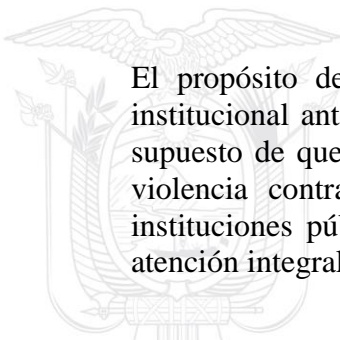 El propósito de
institucional ant
supuesto de que
violencia contra
instituciones pú
atención integral